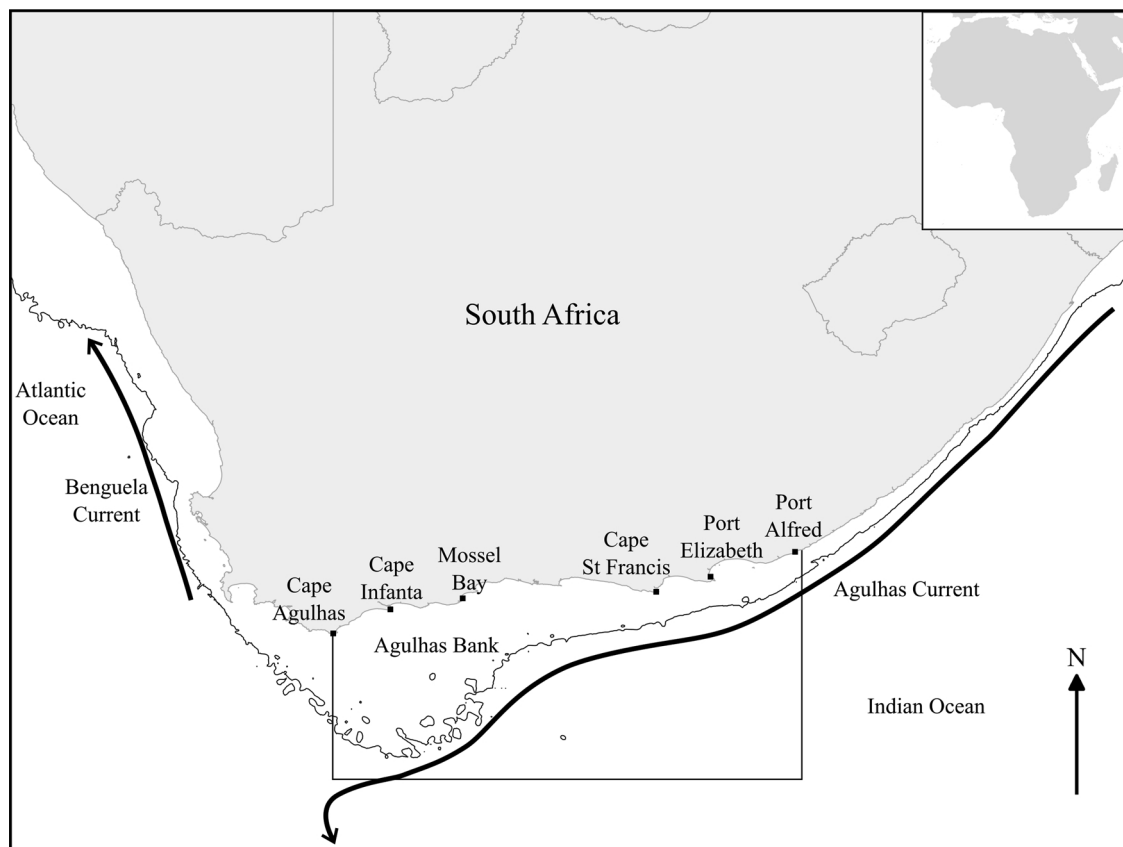 South Africa
Atlantic
Ocean
Benguela
Current
Cape
Agulhas
Cape
Infanta
Mossel
Bay
Cape
St Francis
Port
Elizabeth
Port
Alfred
Agulhas Current
Agulhas Bank
N
Indian Ocean